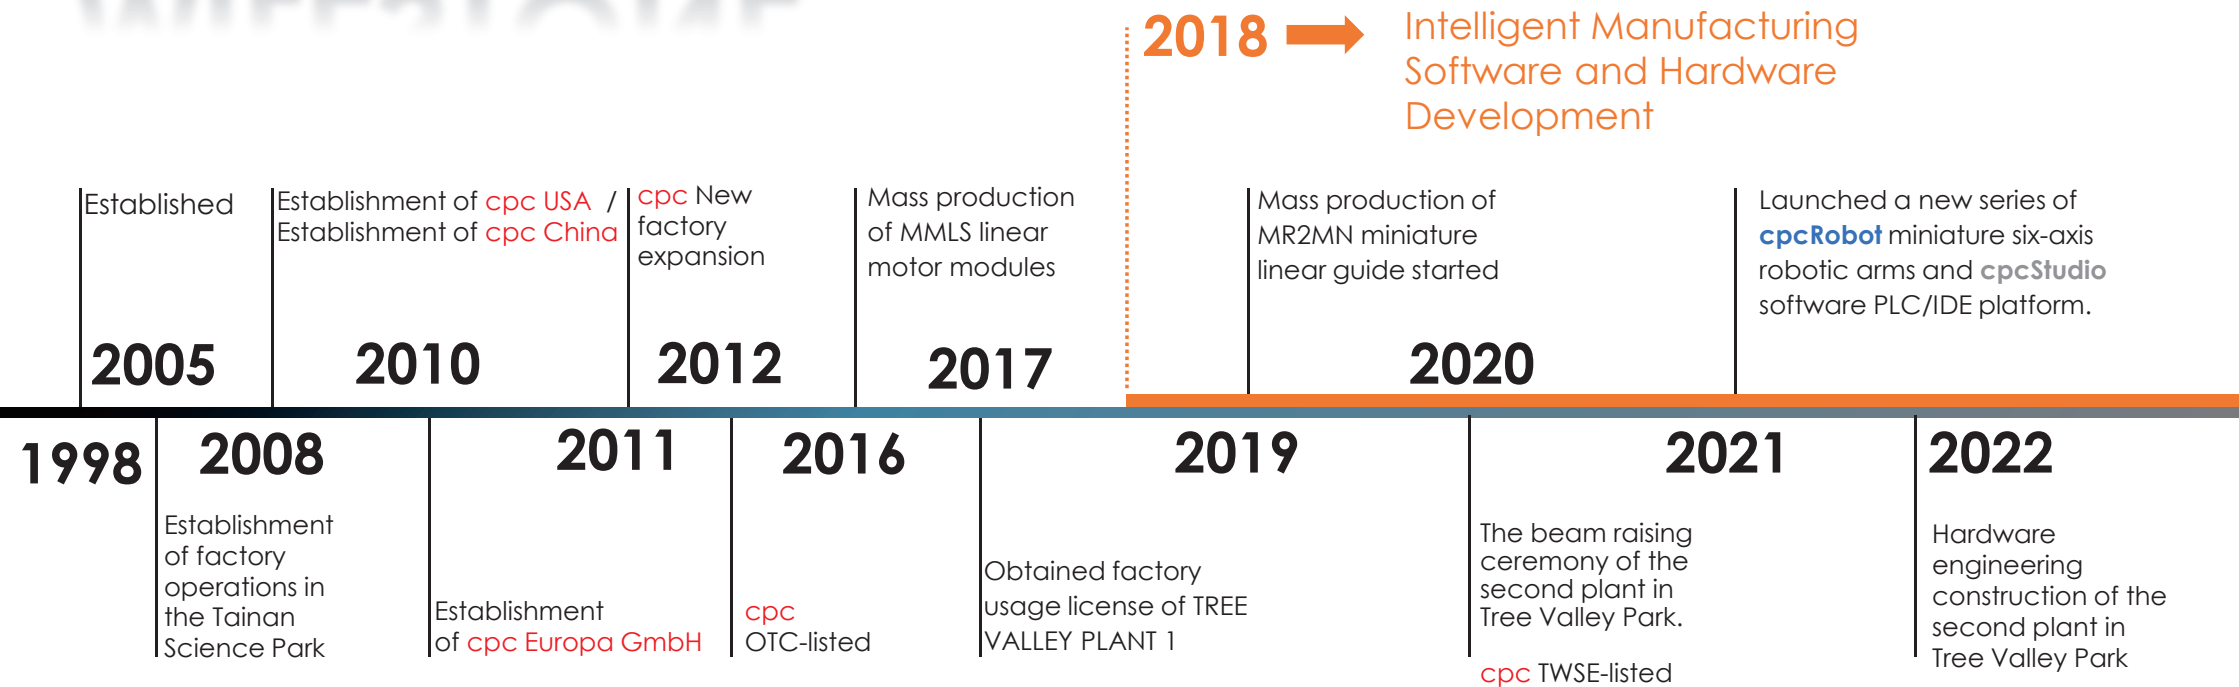 2018
Intelligent Manufacturing
Software and Hardware
Development
Established
2005
Establishment of cpc USA /
Establishment of cpc China
2010
cpc New
factory
expansion
2012
Mass production
of MMLS linear
motor modules
2017
Mass production of
MR2MN miniature
linear guide started
2020
Launched a new series of
cpcRobot miniature six-axis
robotic arms and cpcStudio
software PLC/IDE platform.
1998
2008
Establishment
of factory
operations in
the Tainan
Science Park
2011
Establishment
of cpc Europa GmbH
2016
cpc
OTC-listed
2019
Obtained factory
usage license of TREE
VALLEY PLANT 1
2021
The beam raising
ceremony of the
second plant in
Tree Valley Park.
cpc TWSE-listed
2022
Hardware
engineering
construction of the
second plant in
Tree Valley Park